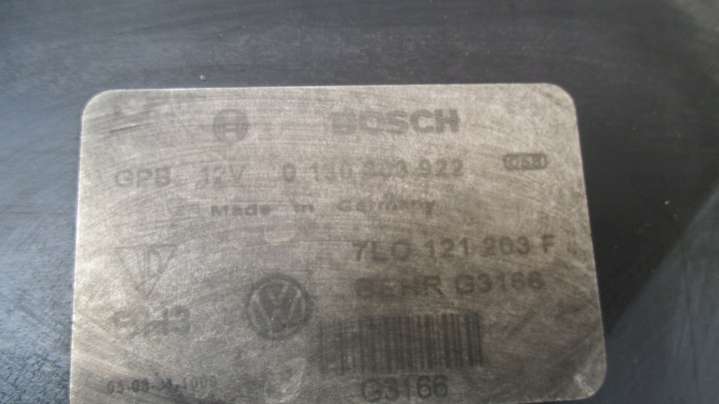 BOSCH
GPB 12V 0 130 303 922
Made in Germany
7L0 121 203 F
BEHR G3166
G3166